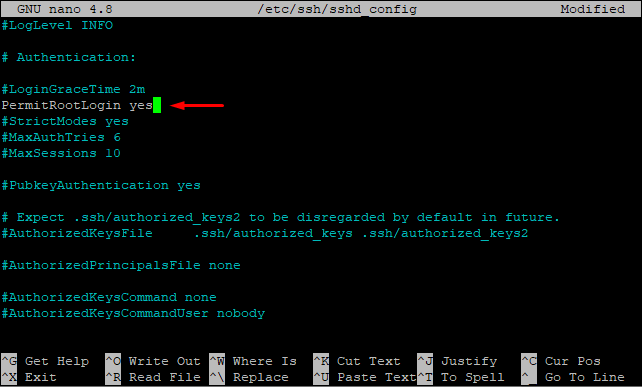 GNU nano 4.8 /etc/ssh/sshd_config Modified
#LogLevel INFO
# Authentication:
#LoginGraceTime 2m
PermitRootLogin yes
#StrictModes yes
#MaxAuthTries 6
#MaxSessions 10
#PubkeyAuthentication yes
# Expect .ssh/authorized_keys2 to be disregarded by default in future.
#AuthorizedKeysFile .ssh/authorized_keys .ssh/authorized_keys2
#AuthorizedPrincipalsFile none
#AuthorizedKeysCommand none
#AuthorizedKeysCommandUser nobody
^G Get Help ^O Write Out ^W Where Is ^K Cut Text ^J Justify ^C Cur Pos
^X Exit ^R Read File ^\ Replace ^U Paste Text ^T To Spell ^_ Go To Line